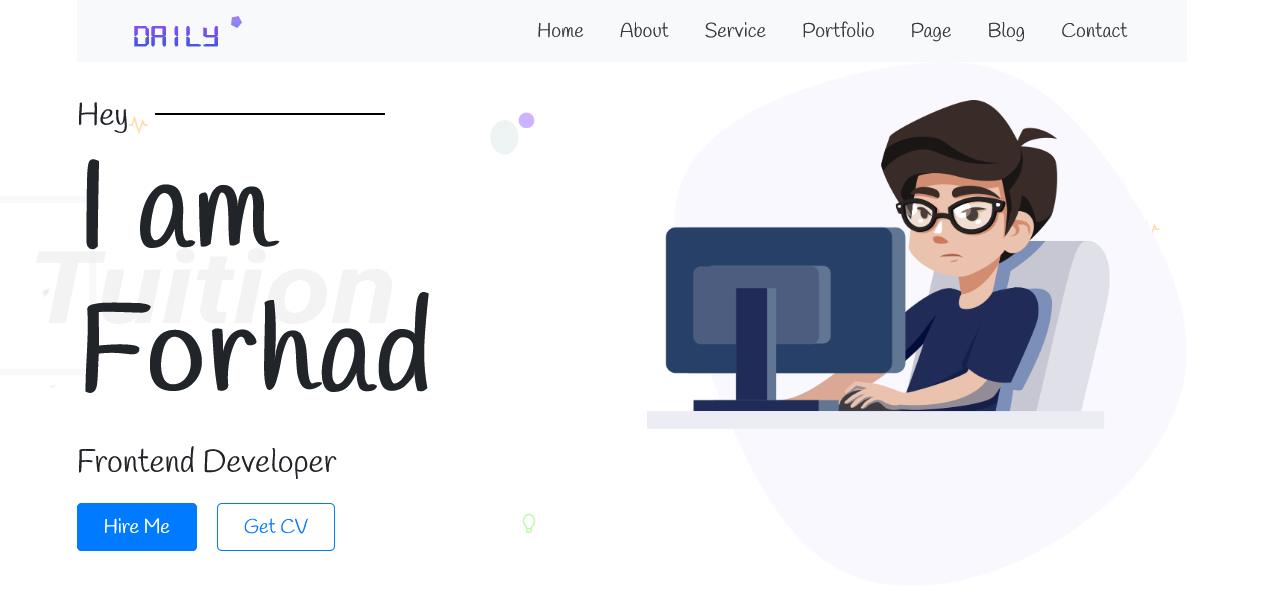 DAILY
Home About Service Portfolio Page Blog Contact
Hey
I am
Tuition
Forhad
Frontend Developer
Hire Me Get CV